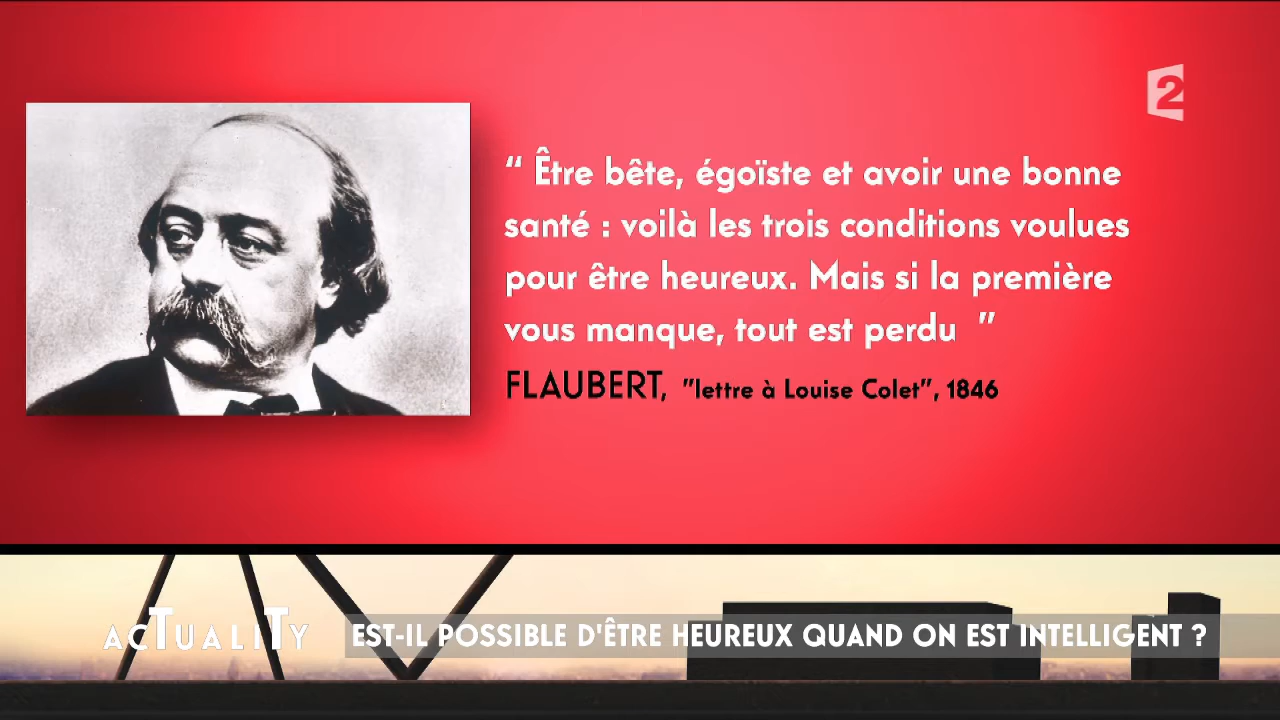 2
“ Être bête, égoïste et avoir une bonne
santé : voilà les trois conditions voulues
pour être heureux. Mais si la première
vous manque, tout est perdu ”
FLAUBERT, "lettre à Louise Colet", 1846
ACTUALITY
EST-IL POSSIBLE D'ÊTRE HEUREUX QUAND ON EST INTELLIGENT ?